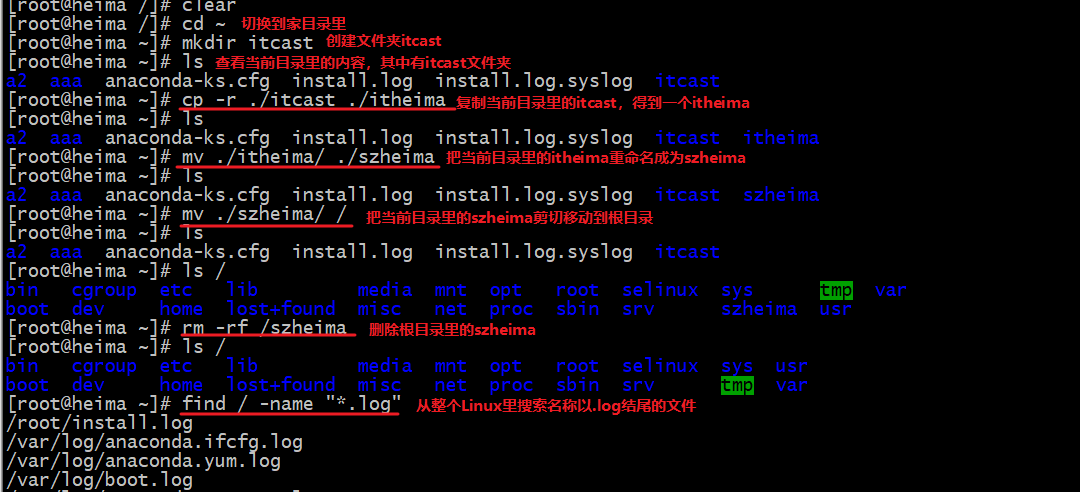 [root@heima /]# clear
[root@heima /]# cd ~ 切换到家目录里
[root@heima ~]# mkdir itcast 创建文件夹itcast
[root@heima ~]# ls 查看当前目录里的内容，其中有itcast文件夹
a2 aaa anaconda-ks.cfg install.log install.log.syslog itcast
[root@heima ~]# cp -r ./itcast ./itheima 复制当前目录里的itcast，得到一个itheima
[root@heima ~]# ls
a2 aaa anaconda-ks.cfg install.log install.log.syslog itcast itheima
[root@heima ~]# mv ./itheima/ ./szheima 把当前目录里的itheima重命名成为szheima
[root@heima ~]# ls
a2 aaa anaconda-ks.cfg install.log install.log.syslog itcast szheima
[root@heima ~]# mv ./szheima/ / 把当前目录里的szheima剪切移动到根目录
[root@heima ~]# ls
a2 aaa anaconda-ks.cfg install.log install.log.syslog itcast
[root@heima ~]# ls /
bin cgroup etc lib media mnt opt root selinux sys tmp var
boot dev home lost+found misc net proc sbin srv szheima usr
[root@heima ~]# rm -rf /szheima 删除根目录里的szheima
[root@heima ~]# ls /
bin cgroup etc lib media mnt opt root selinux sys usr
boot dev home lost+found misc net proc sbin srv tmp var
[root@heima ~]# find / -name "*.log" 从整个Linux里搜索名称以.log结尾的文件
/root/install.log
/var/log/anaconda.ifcfg.log
/var/log/anaconda.yum.log
/var/log/boot.log